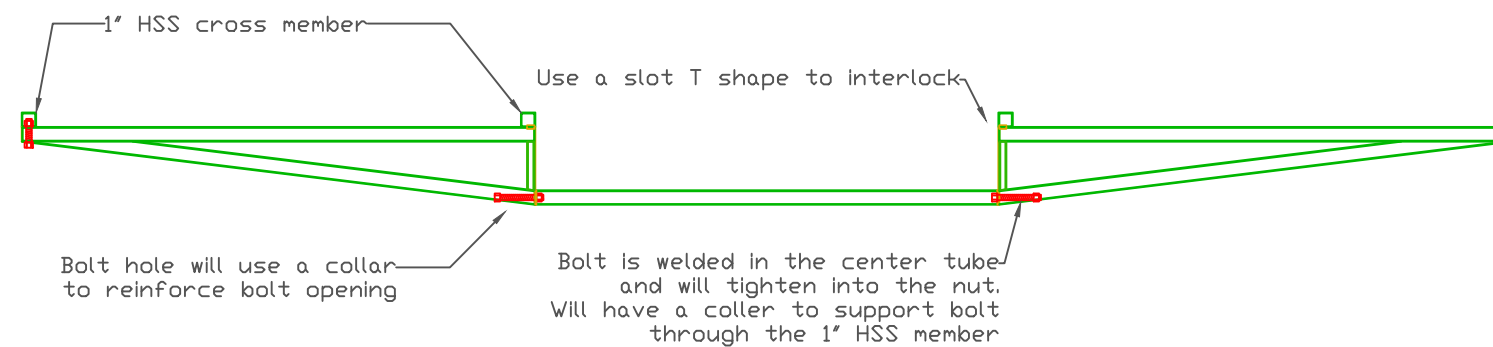 1" HSS cross member
Use a slot T shape to interlock
Bolt hole will use a collar
to reinforce bolt opening
Bolt is welded in the center tube
and will tighten into the nut.
Will have a coller to support bolt
through the 1" HSS member